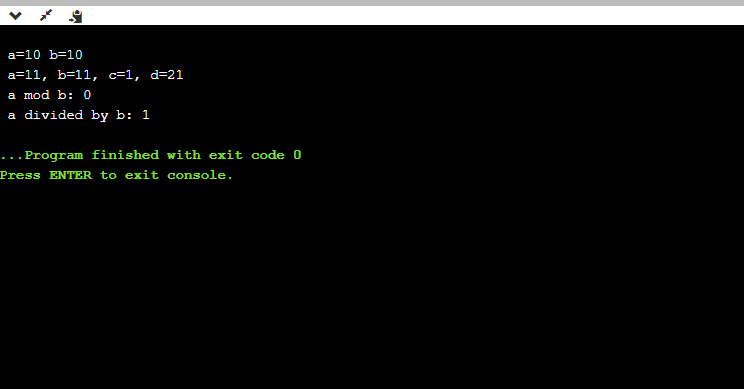 a=10 b=10
a=11, b=11, c=1, d=21
a mod b: 0
a divided by b: 1
...Program finished with exit code 0
Press ENTER to exit console.